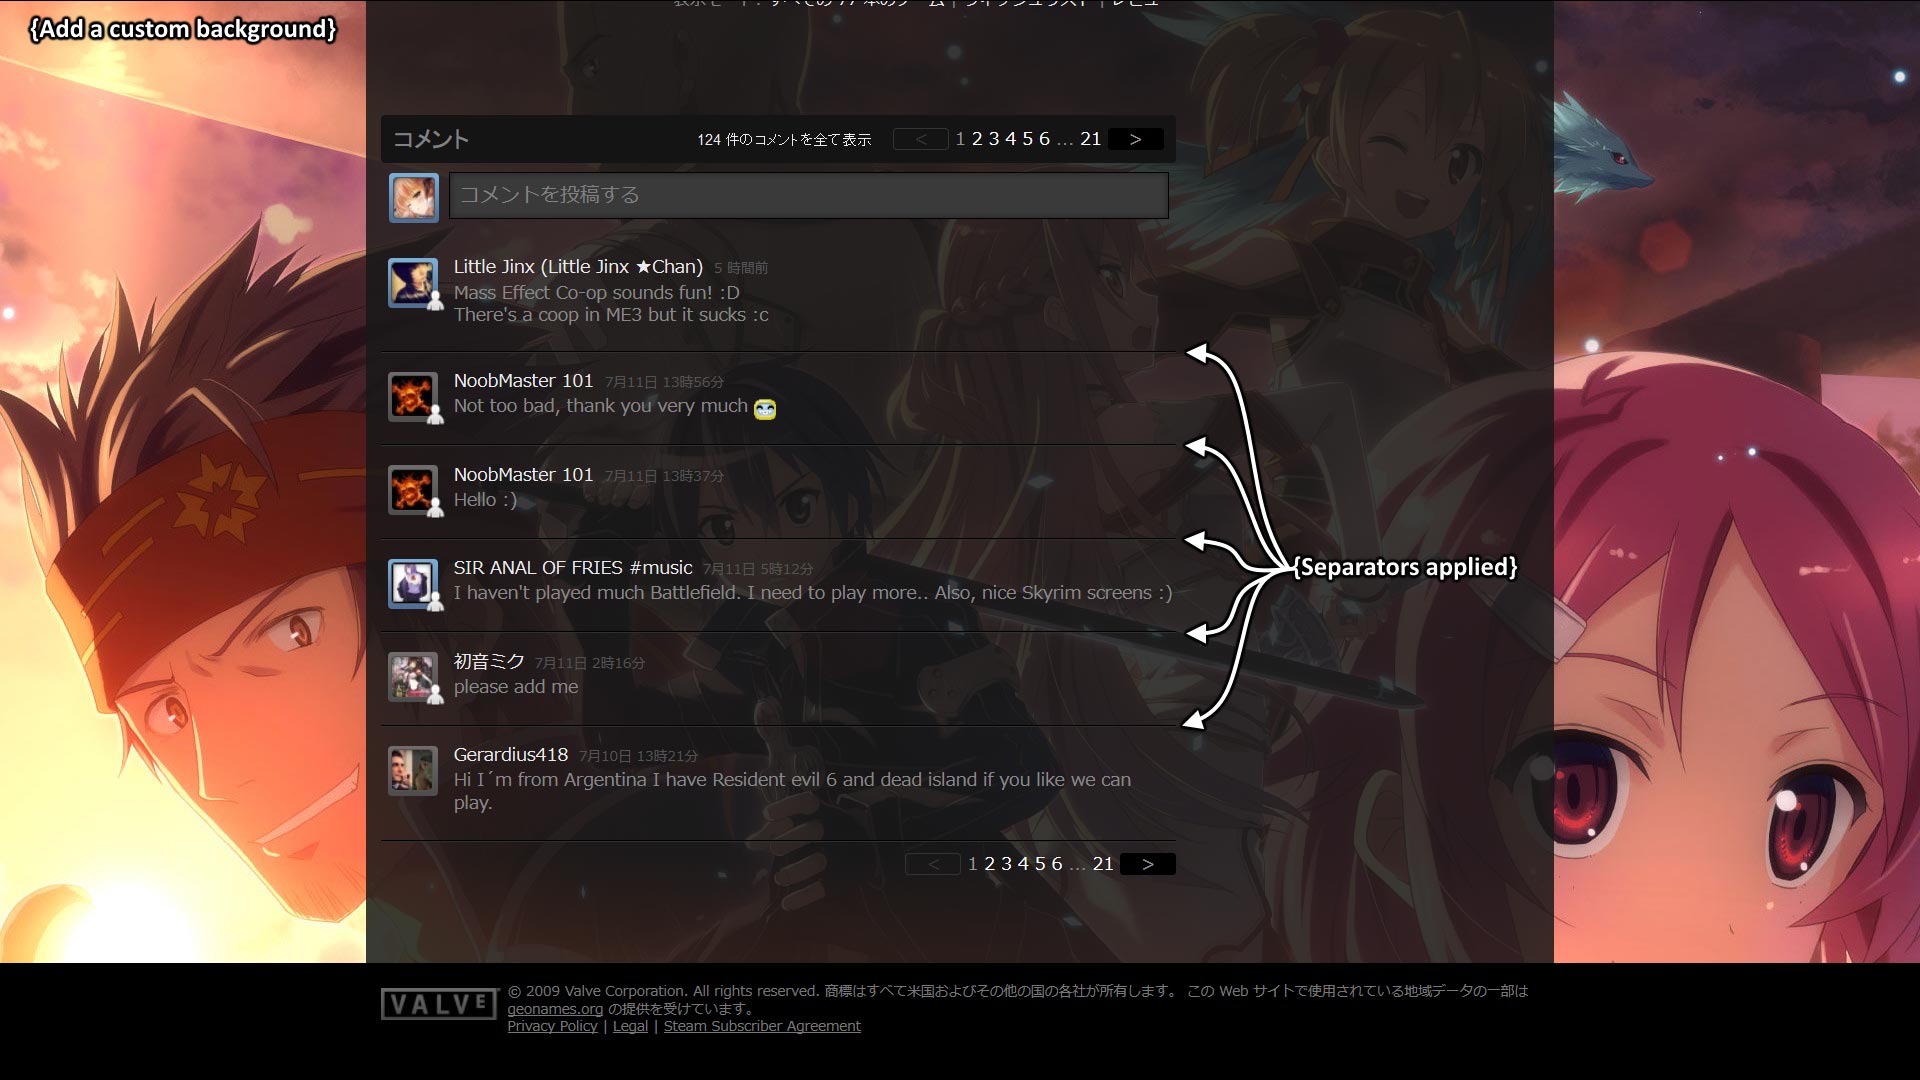 {Add a custom background}
コメント
124 件のコメントを全て表示
< 1 2 3 4 5 6 ... 21 >
コメントを投稿する
Little Jinx (Little Jinx ★Chan) 5 時間前
Mass Effect Co-op sounds fun! :D
There's a coop in ME3 but it sucks :c
NoobMaster 101 7月11日 13時56分
Not too bad, thank you very much
NoobMaster 101 7月11日 13時37分
Hello :)
SIR ANAL OF FRIES #music 7月11日 5時12分
I haven't played much Battlefield. I need to play more.. Also, nice Skyrim screens :)
{Separators applied}
初音ミク 7月11日 2時16分
please add me
Gerardius418 7月10日 13時21分
Hi I´m from Argentina I have Resident evil 6 and dead island if you like we can
play.
< 1 2 3 4 5 6 ... 21 >
VALVE
© 2009 Valve Corporation. All rights reserved. 商標はすべて米国およびその他の国の各社が所有します。 この Web サイトで使用されている地域データの一部は
geonames.org の提供を受けています。
Privacy Policy | Legal | Steam Subscriber Agreement